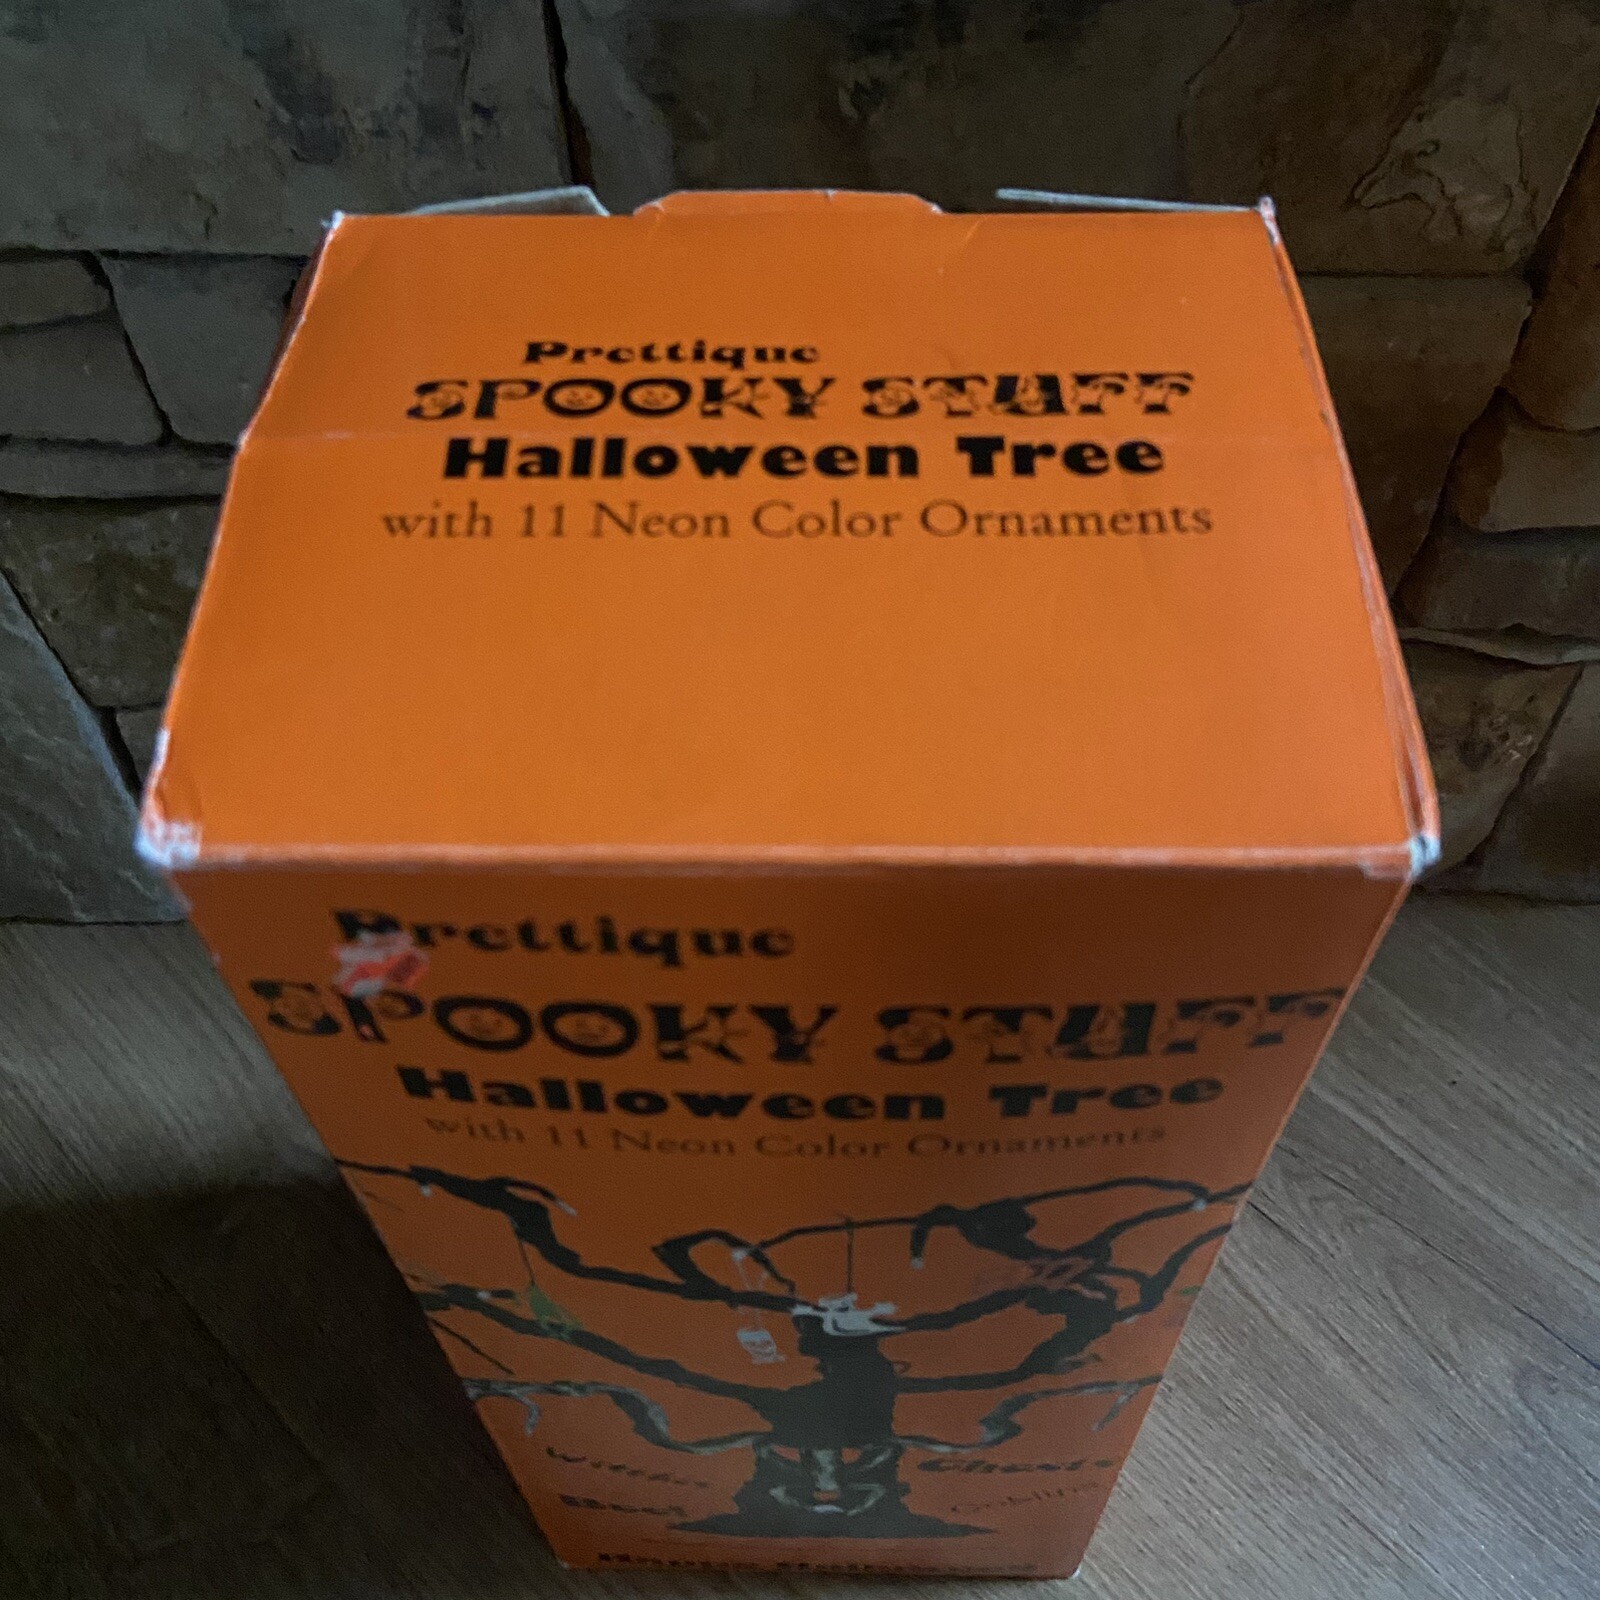 Prettique
SPOOKY STUFF
Halloween Tree
with 11 Neon Color Ornaments
Prettique
SPOOKY STUFF
Halloween Tree
with 11 Neon Color Ornaments
Ghosts
Goblins